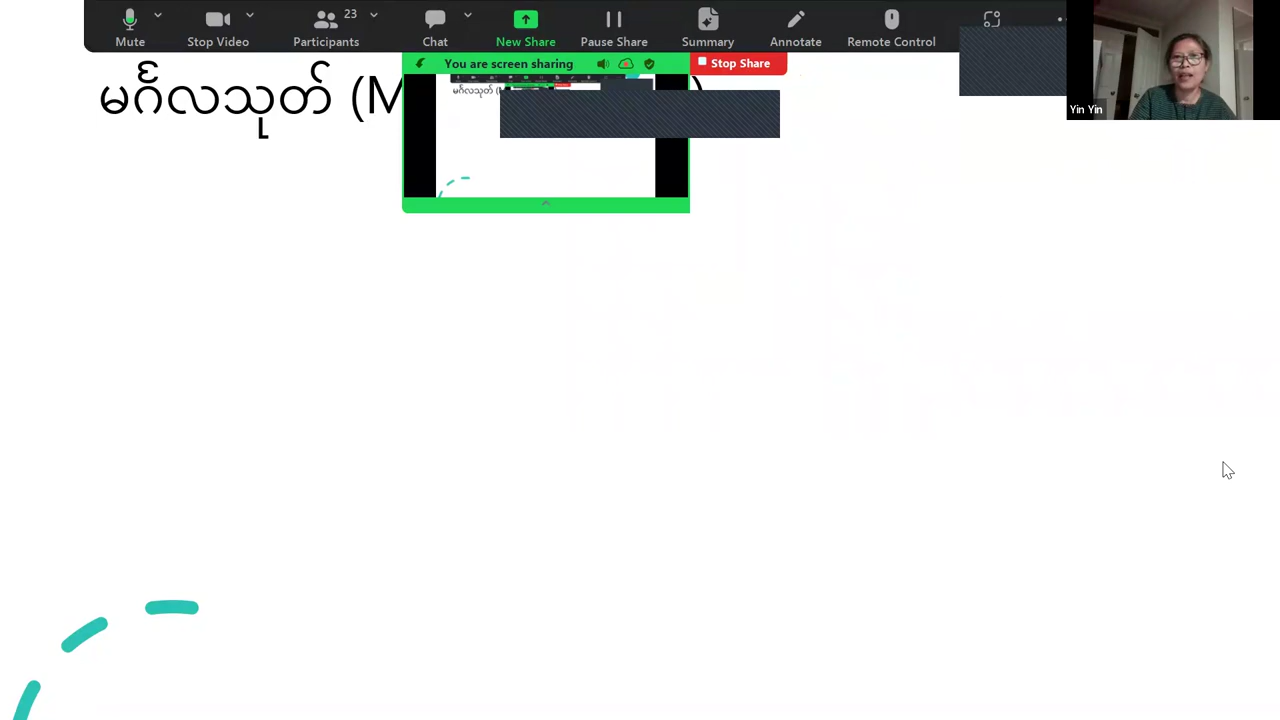 23
Mute
Stop Video
Participants
Chat
New Share
Pause Share
Summary
Annotate
Remote Control
You are screen sharing
Stop Share
Yin Yin
မင်္ဂလသုတ် (M
)